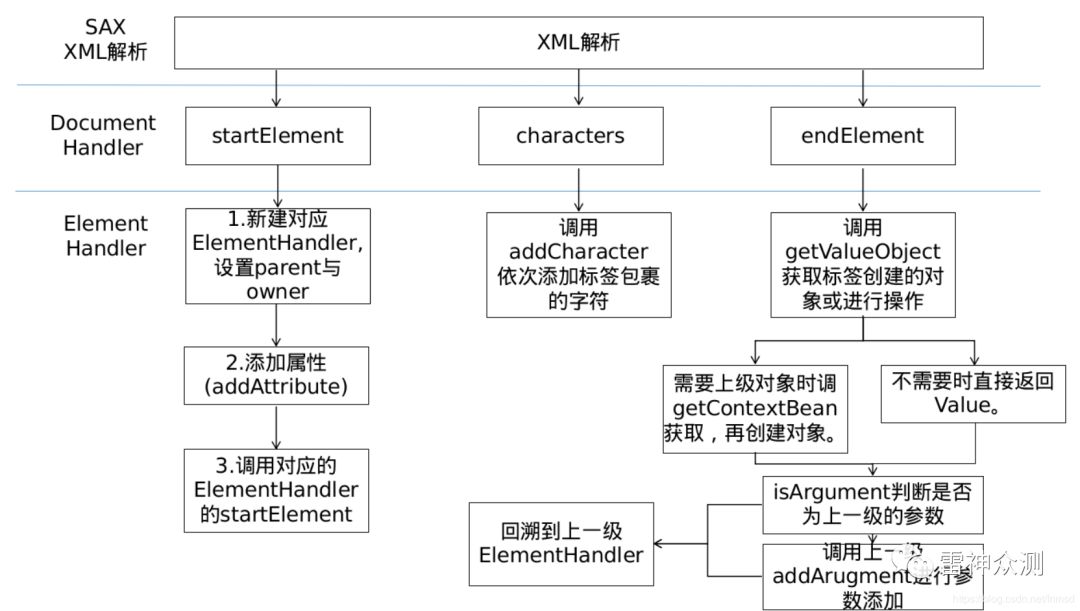 SAX
XML解析
XML解析
Document
Handler
startElement
characters
endElement
Element
Handler
1.新建对应
ElementHandler,
设置parent与
owner
2.添加属性
(addAttribute)
3.调用对应的
ElementHandler
的startElement
调用
addCharacter
依次添加标签包裹
的字符
调用
getValueObject
获取标签创建的对
象或进行操作
需要上级对象时调
getContextBean
获取，再创建对象。
不需要时直接返回
Value。
isArgument判断是否
为上一级的参数
回溯到上一级
ElementHandler
调用上一级
addArugment进行参
数添加
雷神众测